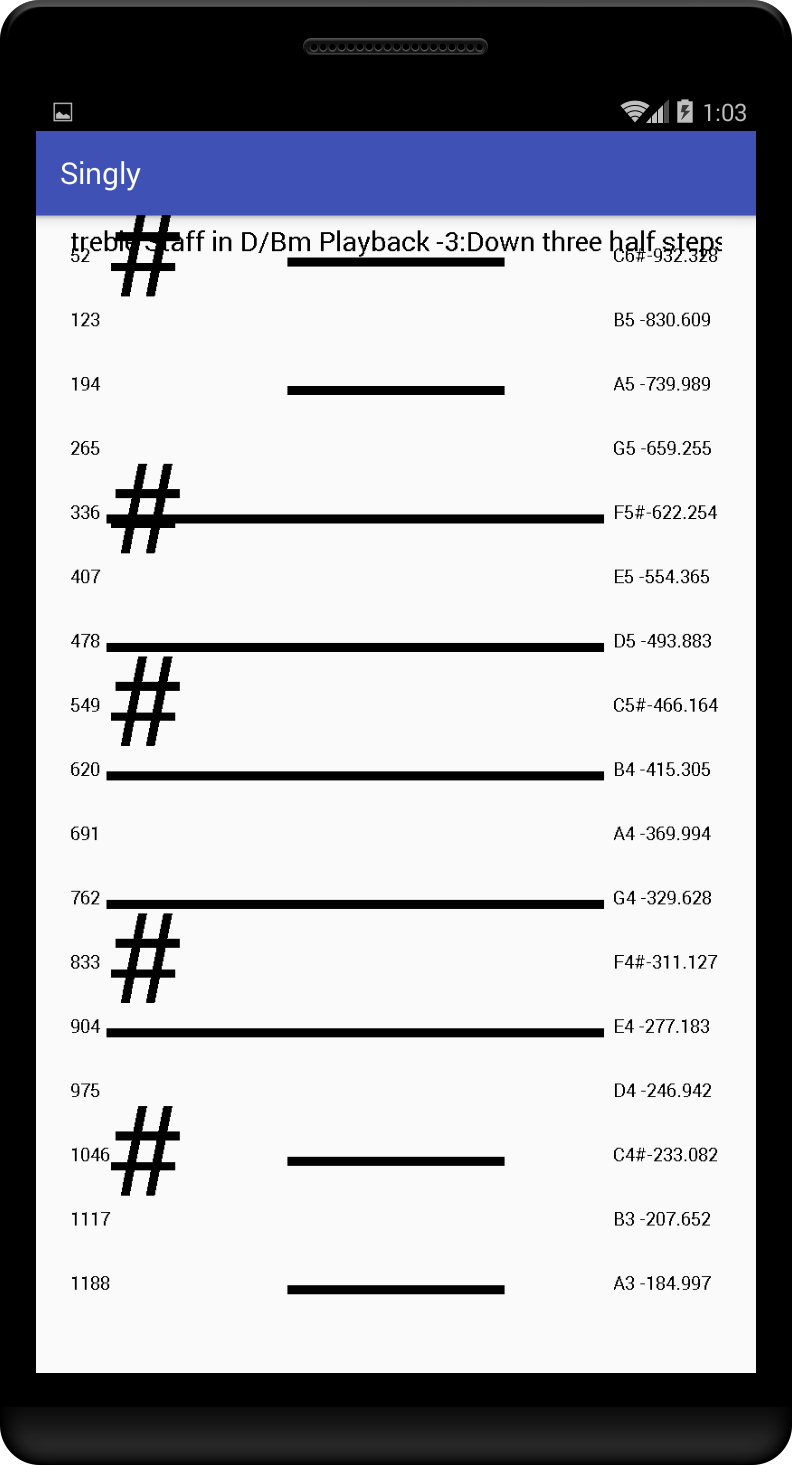 1:03
Singly
treble Staff in D/Bm Playback -3:Down three half steps
52 C6#-932.328
123 B5 -830.609
194 A5 -739.989
265 G5 -659.255
#
336 F5#-622.254
407 E5 -554.365
478 D5 -493.883
#
549 C5#-466.164
620 B4 -415.305
691 A4 -369.994
762 G4 -329.628
#
833 F4#-311.127
904 E4 -277.183
975 D4 -246.942
#
1046 C4#-233.082
1117 B3 -207.652
1188 A3 -184.997